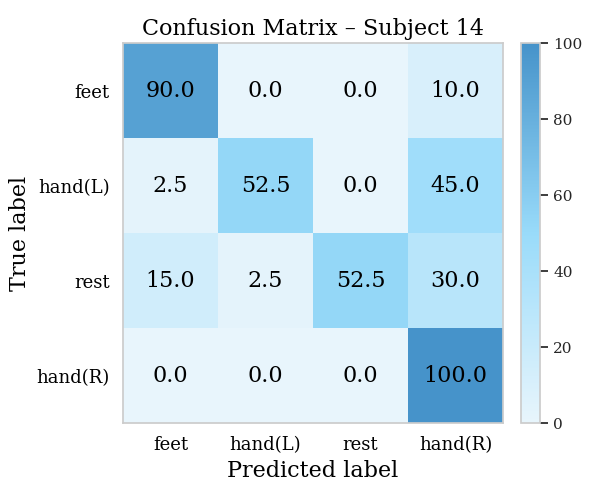 Confusion Matrix – Subject 14
True label
feet 90.0 0.0 0.0 10.0
hand(L) 2.5 52.5 0.0 45.0
rest 15.0 2.5 52.5 30.0
hand(R) 0.0 0.0 0.0 100.0
feet hand(L) rest hand(R)
Predicted label
100
80
60
40
20
0